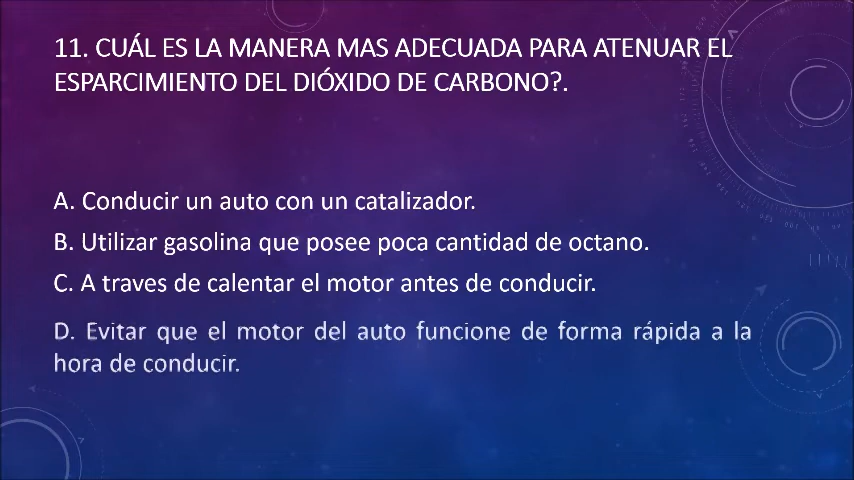 11. CUÁL ES LA MANERA MAS ADECUADA PARA ATENUAR EL
ESPARCIMIENTO DEL DIÓXIDO DE CARBONO?.
A. Conducir un auto con un catalizador.
B. Utilizar gasolina que posee poca cantidad de octano.
C. A traves de calentar el motor antes de conducir.
D. Evitar que el motor del auto funcione de forma rápida a la
hora de conducir.